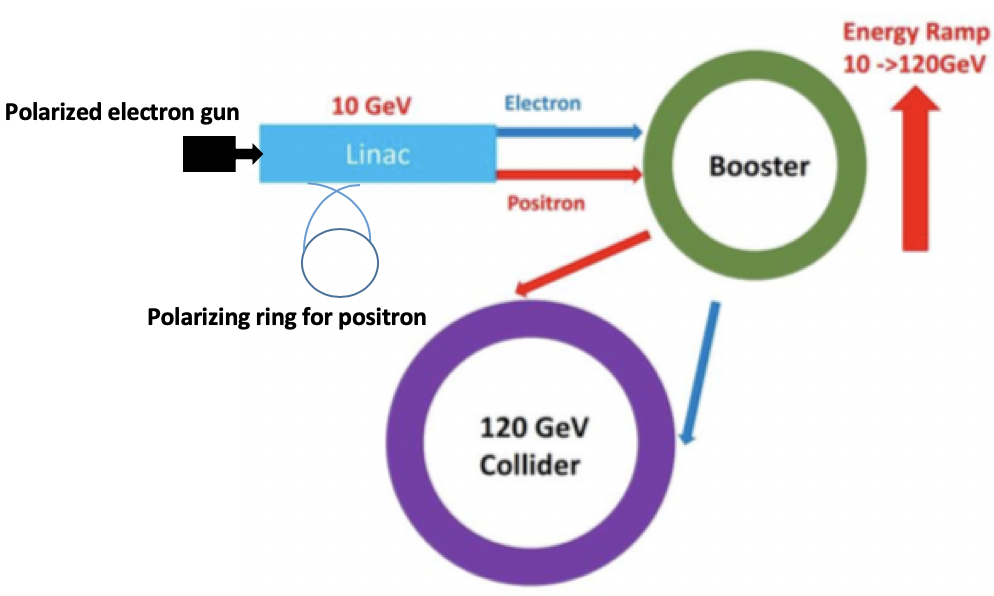 Energy Ramp
10 ->120GeV
Polarized electron gun
10 GeV
Electron
Linac
Booster
Positron
Polarizing ring for positron
120 GeV
Collider